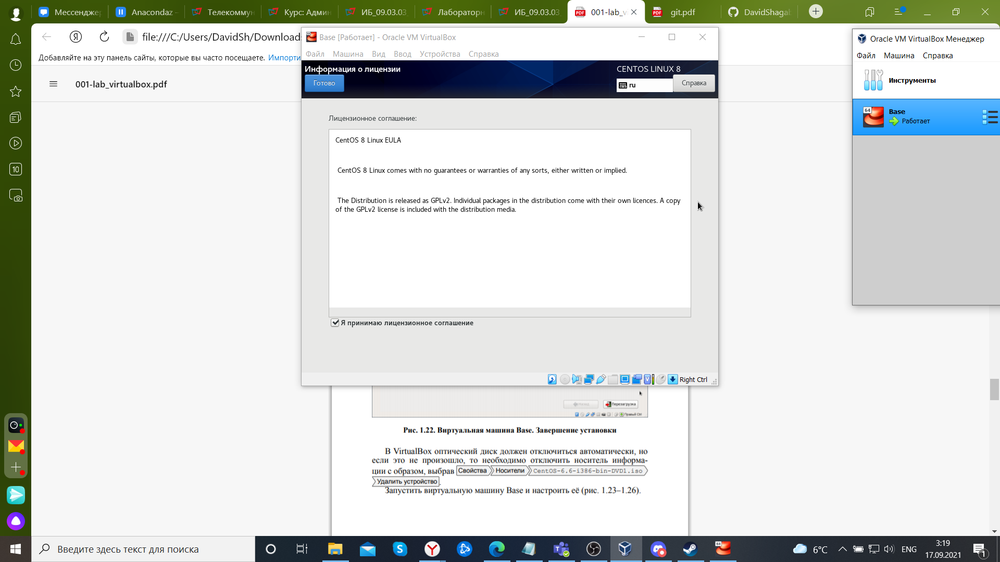 Мессендже
Anacondaz -
Телекоммун
Курс: Админ
ИБ_09.03.03
Лабораторн
ИБ_09.03.03
001-lab_v
git.pdf
DavidShaga
file:///C:/Users/DavidSh/Downloads
Добавляйте на эту панель сайты, которые вы часто посещаете. Импорти
001-lab_virtualbox.pdf
10
Base [Работает] - Oracle VM VirtualBox
Файл Машина Вид Ввод Устройства Справка
Информация о лицензии
CENTOS LINUX 8
Готово
ru
Справка
Лицензионное соглашение:
CentOS 8 Linux EULA
CentOS 8 Linux comes with no guarantees or warranties of any sorts, either written or implied.
The Distribution is released as GPLv2. Individual packages in the distribution come with their own licences. A copy
of the GPLv2 license is included with the distribution media.
Я принимаю лицензионное соглашение
Right Ctrl
Oracle VM VirtualBox Менеджер
Файл Машина Справка
Инструменты
64
Base
Работает
Назад
Перезагрузка
Правый Ctrl
Рис. 1.22. Виртуальная машина Base. Завершение установки
В VirtualBox оптический диск должен отключиться автоматически, но
если это не произошло, то необходимо отключить носитель информа-
ции с образом, выбрав Свойства Носители CentOS-6.6-i386-bin-DVD1.iso
Удалить устройство.
Запустить виртуальную машину Base и настроить её (рис. 1.23–1.26).
Введите здесь текст для поиска
6°C
ENG
3:19
17.09.2021
1